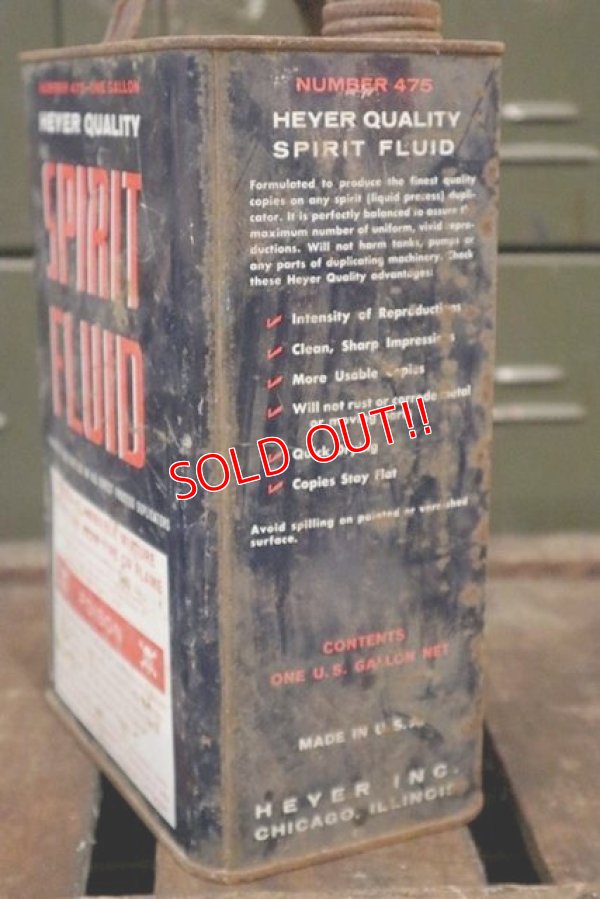 NUMBER 475-ONE GALLON
HEYER QUALITY
SPIRIT
FLUID
POISON
NUMBER 475
HEYER QUALITY
SPIRIT FLUID
Formulated to produce the finest quality
copies on any spirit (liquid process) dupli-
cator. It is perfectly balanced to assure
maximum number of uniform, vivid repro-
ductions. Will not harm tanks, pumps or
any parts of duplicating machinery. Check
these Heyer Quality advantages:
Intensity of Reproductions
Clean, Sharp Impressions
More Usable Copies
Will not rust or corrode metal
SOLD OUT!!
Copies Stay Flat
Avoid spilling on painted or varnished
surface.
CONTENTS
ONE U.S. GALLON NET
MADE IN U.S.A.
HEYER INC.
CHICAGO, ILLINOIS